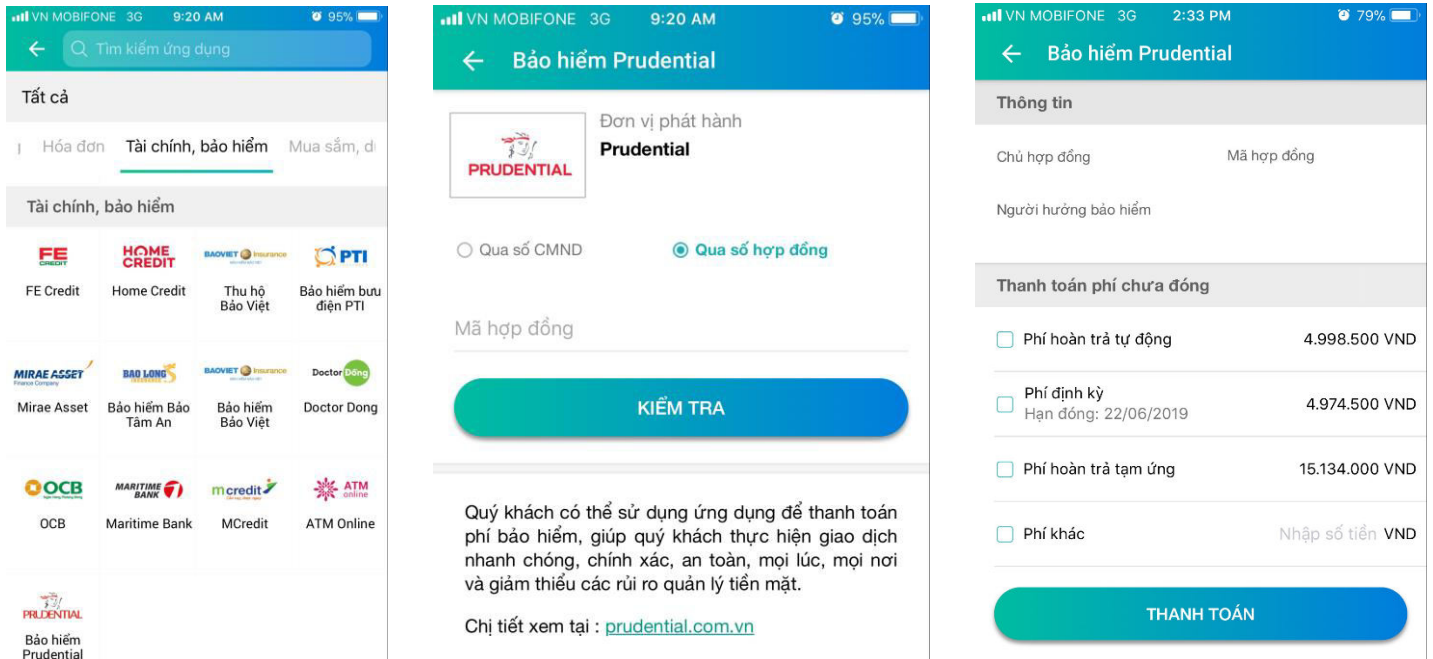 VN MOBIFONE 3G 9:20 AM 95%
Tìm kiếm ứng dụng
Tất cả
Hóa đơn Tài chính, bảo hiểm Mua sắm, d
Tài chính, bảo hiểm
FE CREDIT
HOME CREDIT
BAOVIET Insurance
PTI
FE Credit
Home Credit
Thu hộ
Bảo Việt
Bảo hiểm bưu
điện PTI
MIRAE ASSET
Finance Company
BAO LONG
INSURANCE
BAOVIET Insurance
Doctor Đồng
Mirae Asset
Bảo hiểm Bảo
Tâm An
Bảo hiểm
Bảo Việt
Doctor Dong
OCB
MARITIME
BANK
mcredit
ATM
online
OCB
Maritime Bank
MCredit
ATM Online
PRUDENTIAL
Bảo hiểm
Prudential
VN MOBIFONE 3G 9:20 AM 95%
Bảo hiểm Prudential
PRUDENTIAL
Đơn vị phát hành
Prudential
Qua số CMND Qua số hợp đồng
Mã hợp đồng
KIỂM TRA
Quý khách có thể sử dụng ứng dụng để thanh toán
phí bảo hiểm, giúp quý khách thực hiện giao dịch
nhanh chóng, chính xác, an toàn, mọi lúc, mọi nơi
và giảm thiểu các rủi ro quản lý tiền mặt.
Chị tiết xem tại : prudential.com.vn
VN MOBIFONE 3G 2:33 PM 79%
Bảo hiểm Prudential
Thông tin
Chủ hợp đồng Mã hợp đồng
Người hưởng bảo hiểm
Thanh toán phí chưa đóng
Phí hoàn trả tự động 4.998.500 VND
Phí định kỳ
Hạn đóng: 22/06/2019
4.974.500 VND
Phí hoàn trả tạm ứng 15.134.000 VND
Phí khác Nhập số tiền VND
THANH TOÁN